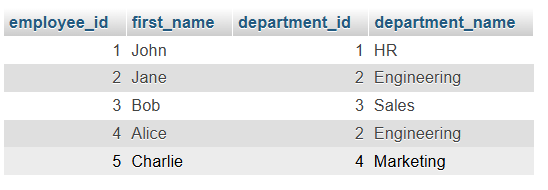 employee_id first_name department_id department_name
1 John 1 HR
2 Jane 2 Engineering
3 Bob 3 Sales
4 Alice 2 Engineering
5 Charlie 4 Marketing